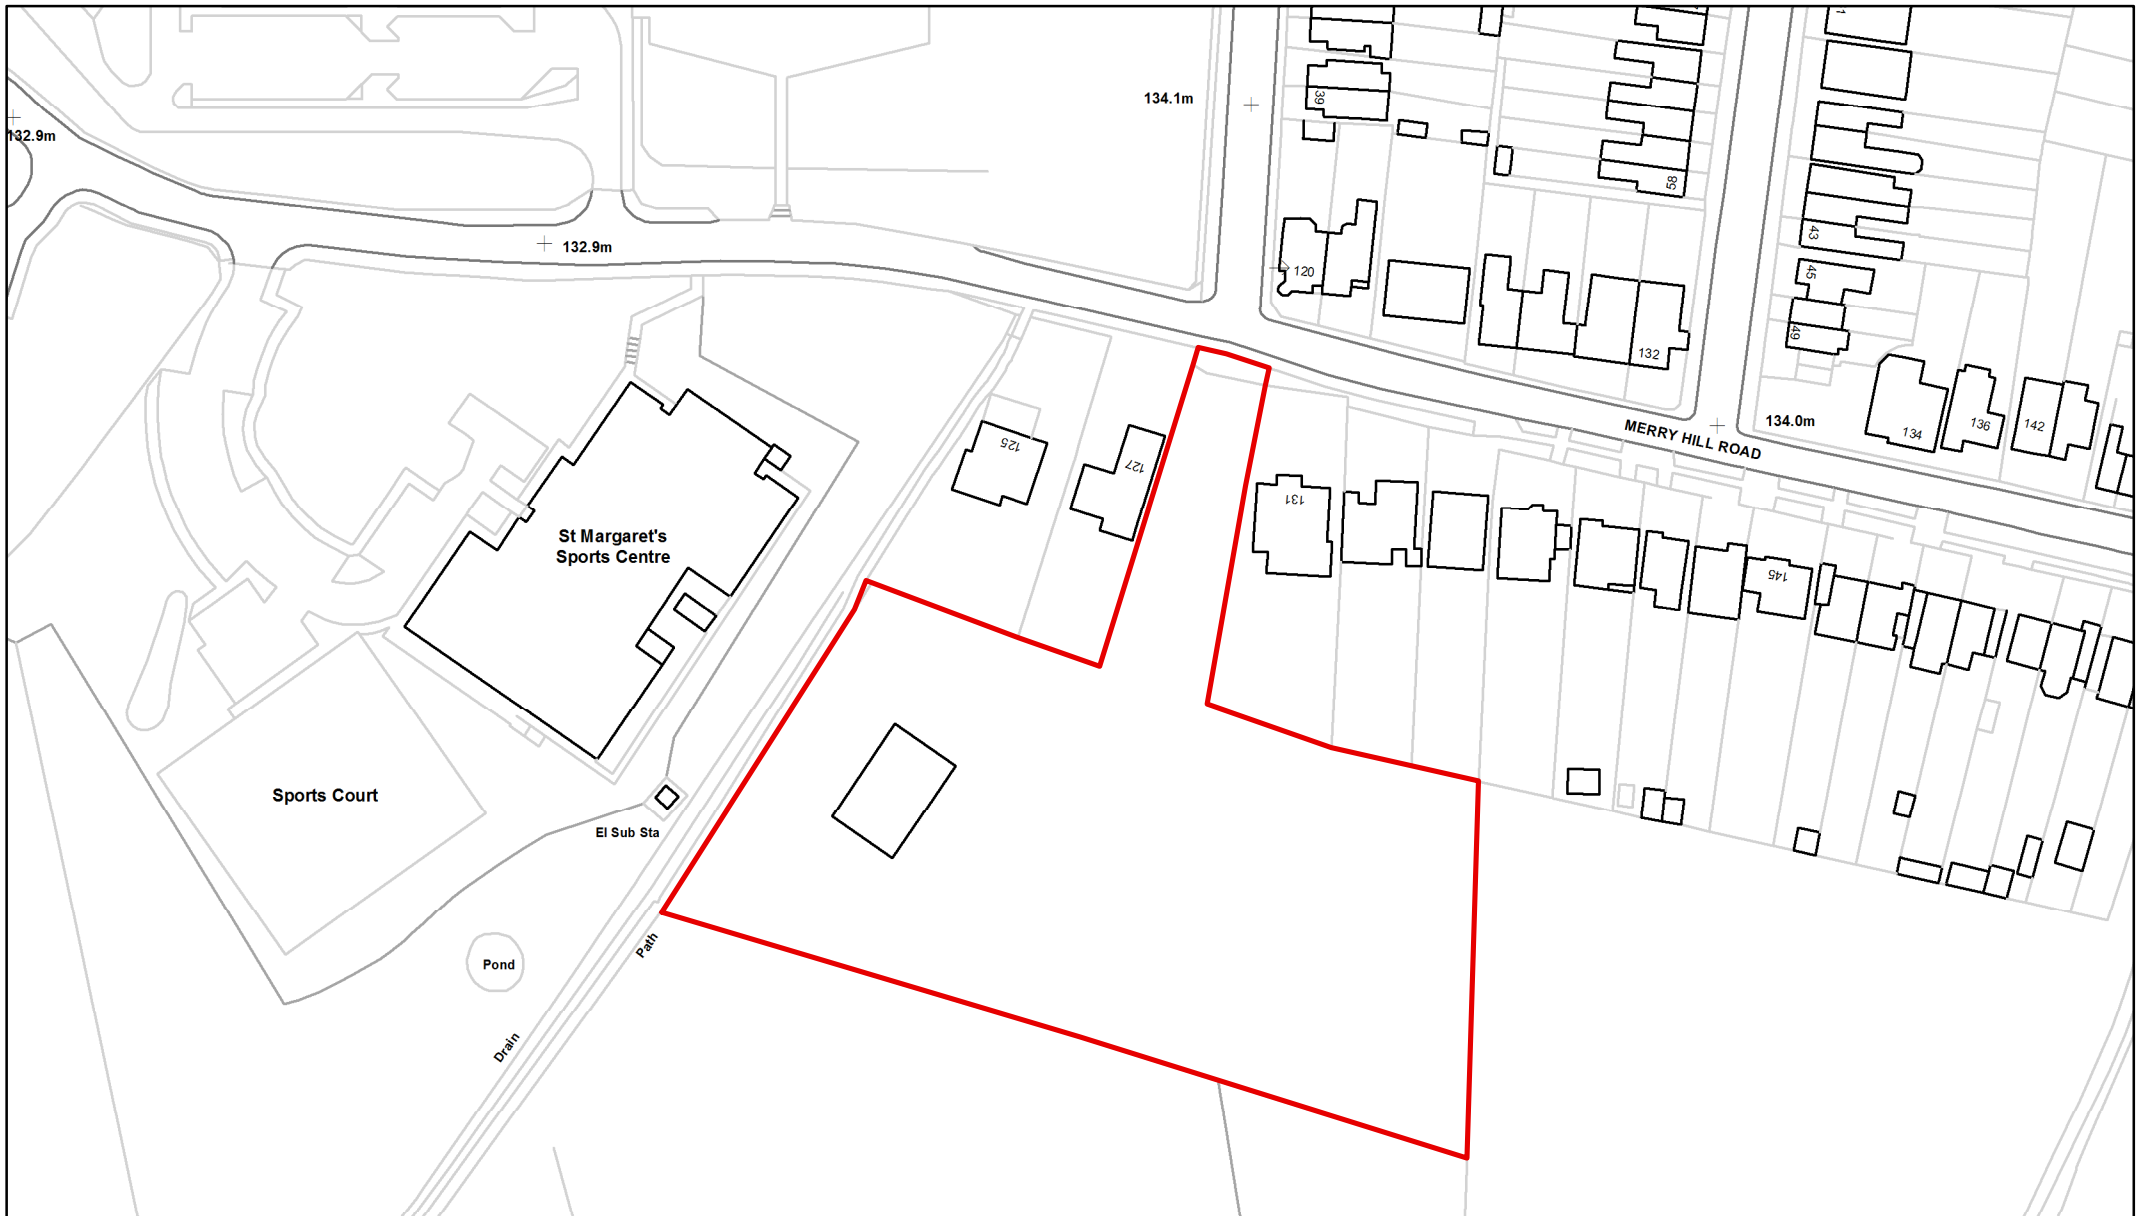 134.1m
39
58
132.9m
43
132.9m
120
45
49
132
MERRY HILL ROAD
134.0m
134
136
142
125
127
131
145
St Margaret's
Sports Centre
Sports Court
El Sub Sta
Path
Pond
Drain